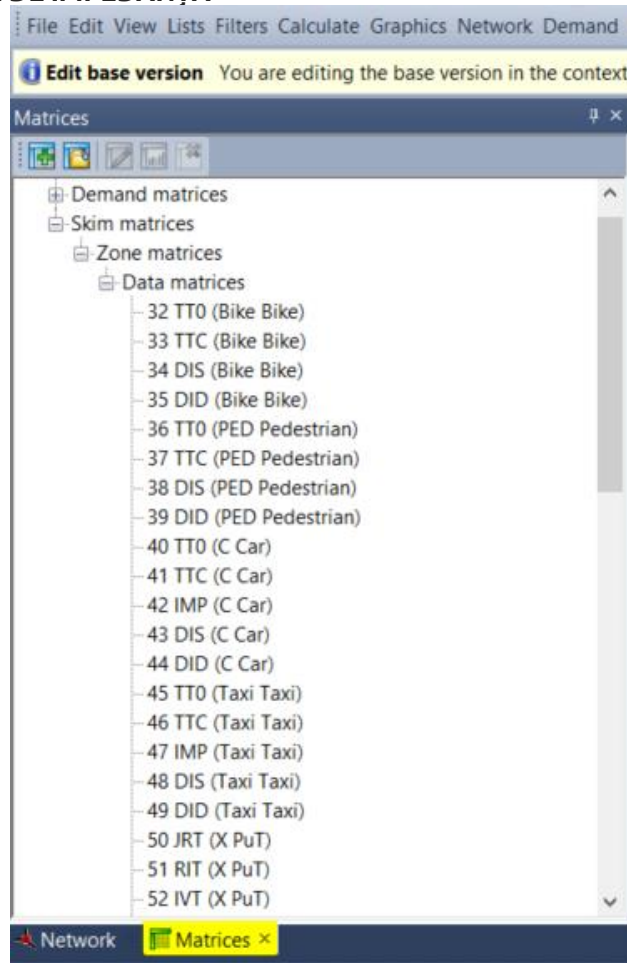 File Edit View Lists Filters Calculate Graphics Network Demand
Edit base version You are editing the base version in the context
Matrices
Demand matrices
Skim matrices
Zone matrices
Data matrices
32 TT0 (Bike Bike)
33 TTC (Bike Bike)
34 DIS (Bike Bike)
35 DID (Bike Bike)
36 TT0 (PED Pedestrian)
37 TTC (PED Pedestrian)
38 DIS (PED Pedestrian)
39 DID (PED Pedestrian)
40 TT0 (C Car)
41 TTC (C Car)
42 IMP (C Car)
43 DIS (C Car)
44 DID (C Car)
45 TT0 (Taxi Taxi)
46 TTC (Taxi Taxi)
47 IMP (Taxi Taxi)
48 DIS (Taxi Taxi)
49 DID (Taxi Taxi)
50 JRT (X PuT)
51 RIT (X PuT)
52 IVT (X PuT)
Network Matrices ×